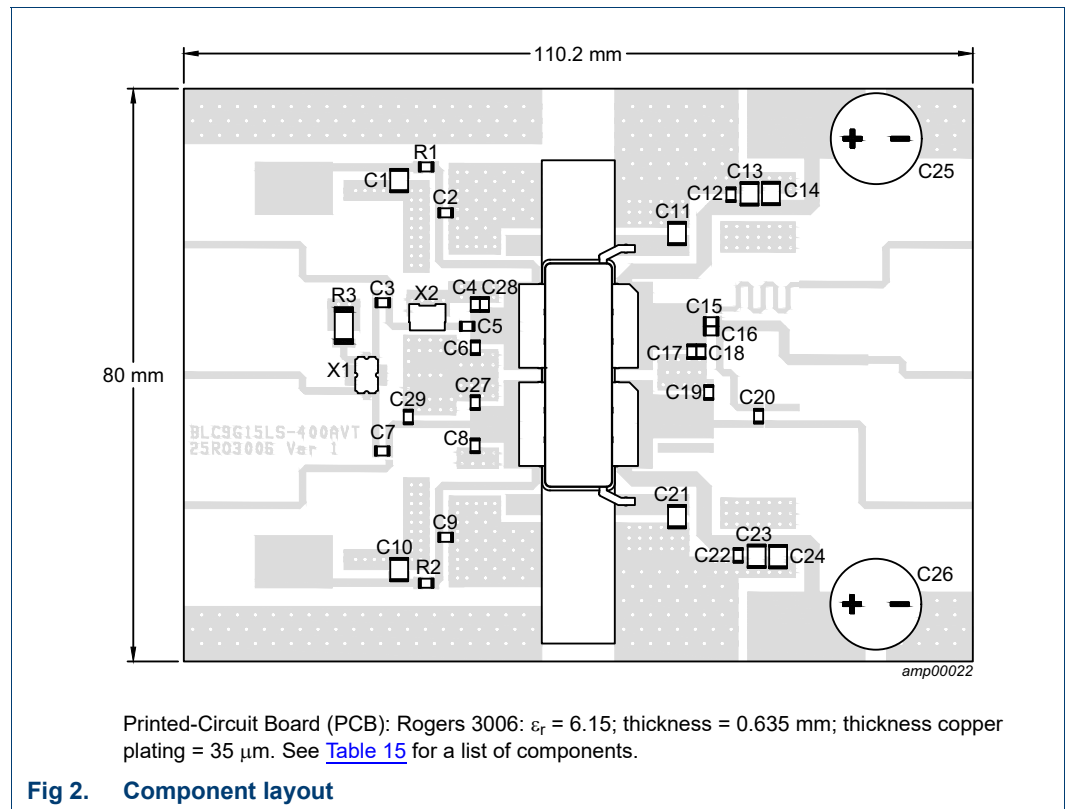 110.2 mm
80 mm
R1
C1
C2
C13
C12
C14
C25
C11
C3
X2
C4
C28
R3
C5
C15
C16
C6
C17
C18
X1
C27
C19
C29
C20
BLC9G15LS-400AVT
25RO3006 Ver 1
C7
C8
C21
C9
C10
R2
C23
C22
C24
C26
amp00022
Printed-Circuit Board (PCB): Rogers 3006: εr = 6.15; thickness = 0.635 mm; thickness copper
plating = 35 μm. See Table 15 for a list of components.
Fig 2. Component layout